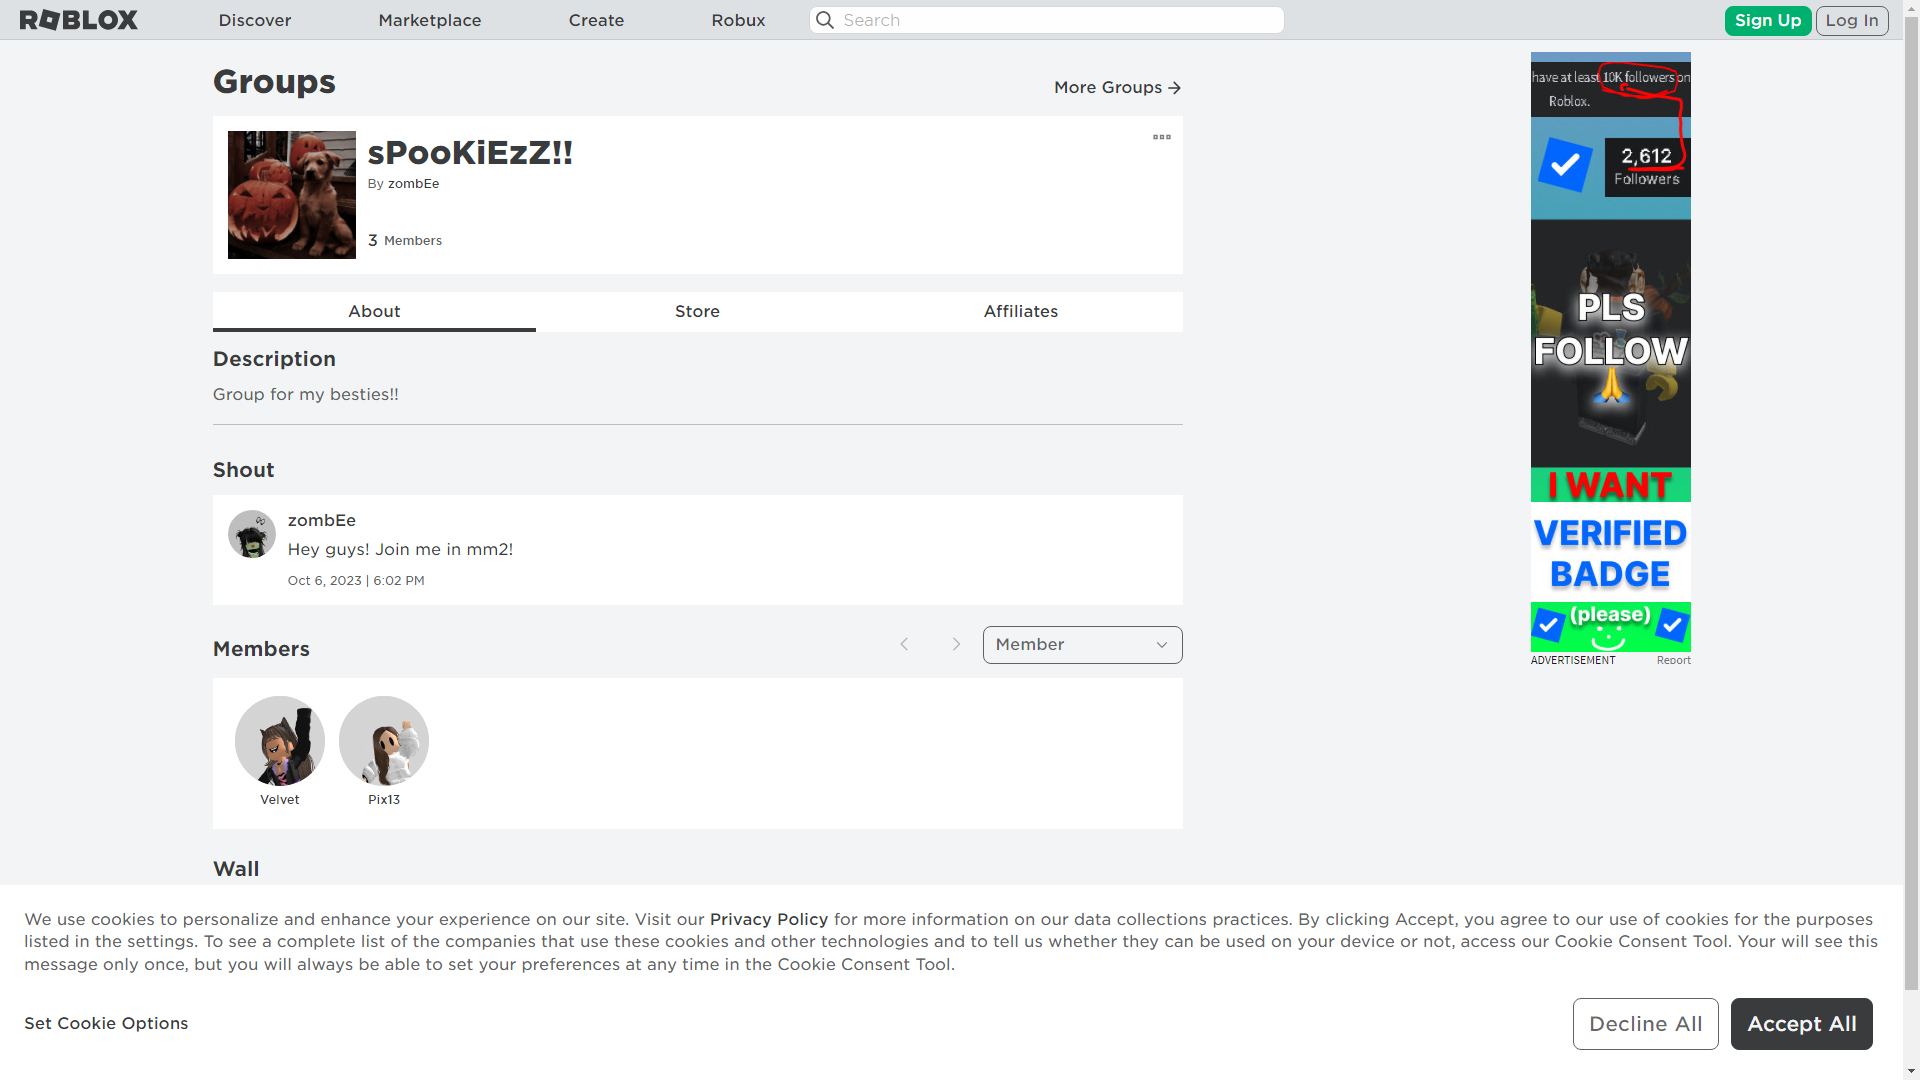 ROBLOX
Discover
Marketplace
Create
Robux
Search
Sign Up
Log In
Groups
More Groups →
sPooKiEzZ!!
By zombEe
3 Members
About
Store
Affiliates
Description
Group for my besties!!
Shout
zombEe
Hey guys! Join me in mm2!
Oct 6, 2023 | 6:02 PM
Members
Member
Velvet
Pix13
Wall
have at least 10K followers on
Roblox.
2,612
Followers
PLS
FOLLOW
🙏
I WANT
VERIFIED
BADGE
(please)
ADVERTISEMENT
Report
We use cookies to personalize and enhance your experience on our site. Visit our Privacy Policy for more information on our data collections practices. By clicking Accept, you agree to our use of cookies for the purposes
listed in the settings. To see a complete list of the companies that use these cookies and other technologies and to tell us whether they can be used on your device or not, access our Cookie Consent Tool. Your will see this
message only once, but you will always be able to set your preferences at any time in the Cookie Consent Tool.
Set Cookie Options
Decline All
Accept All